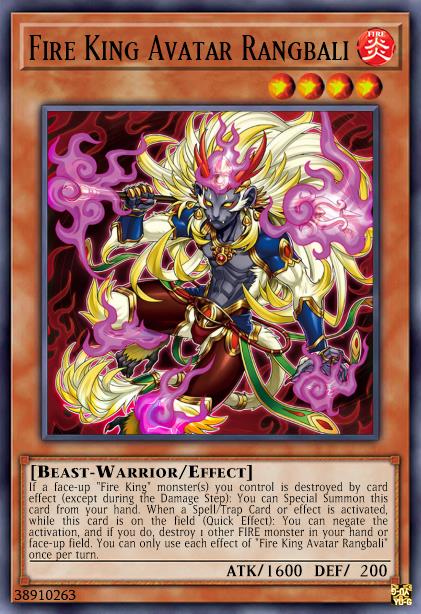 Fire King Avatar Rangbali
FIRE
炎
[Beast-Warrior/Effect]
If a face-up "Fire King" monster(s) you control is destroyed by card
effect (except during the Damage Step): You can Special Summon this
card from your hand. When a Spell/Trap Card or effect is activated,
while this card is on the field (Quick Effect): You can negate the
activation, and if you do, destroy 1 other FIRE monster in your hand or
face-up field. You can only use each effect of "Fire King Avatar Rangbali"
once per turn.
ATK/1600 DEF/ 200
38910263